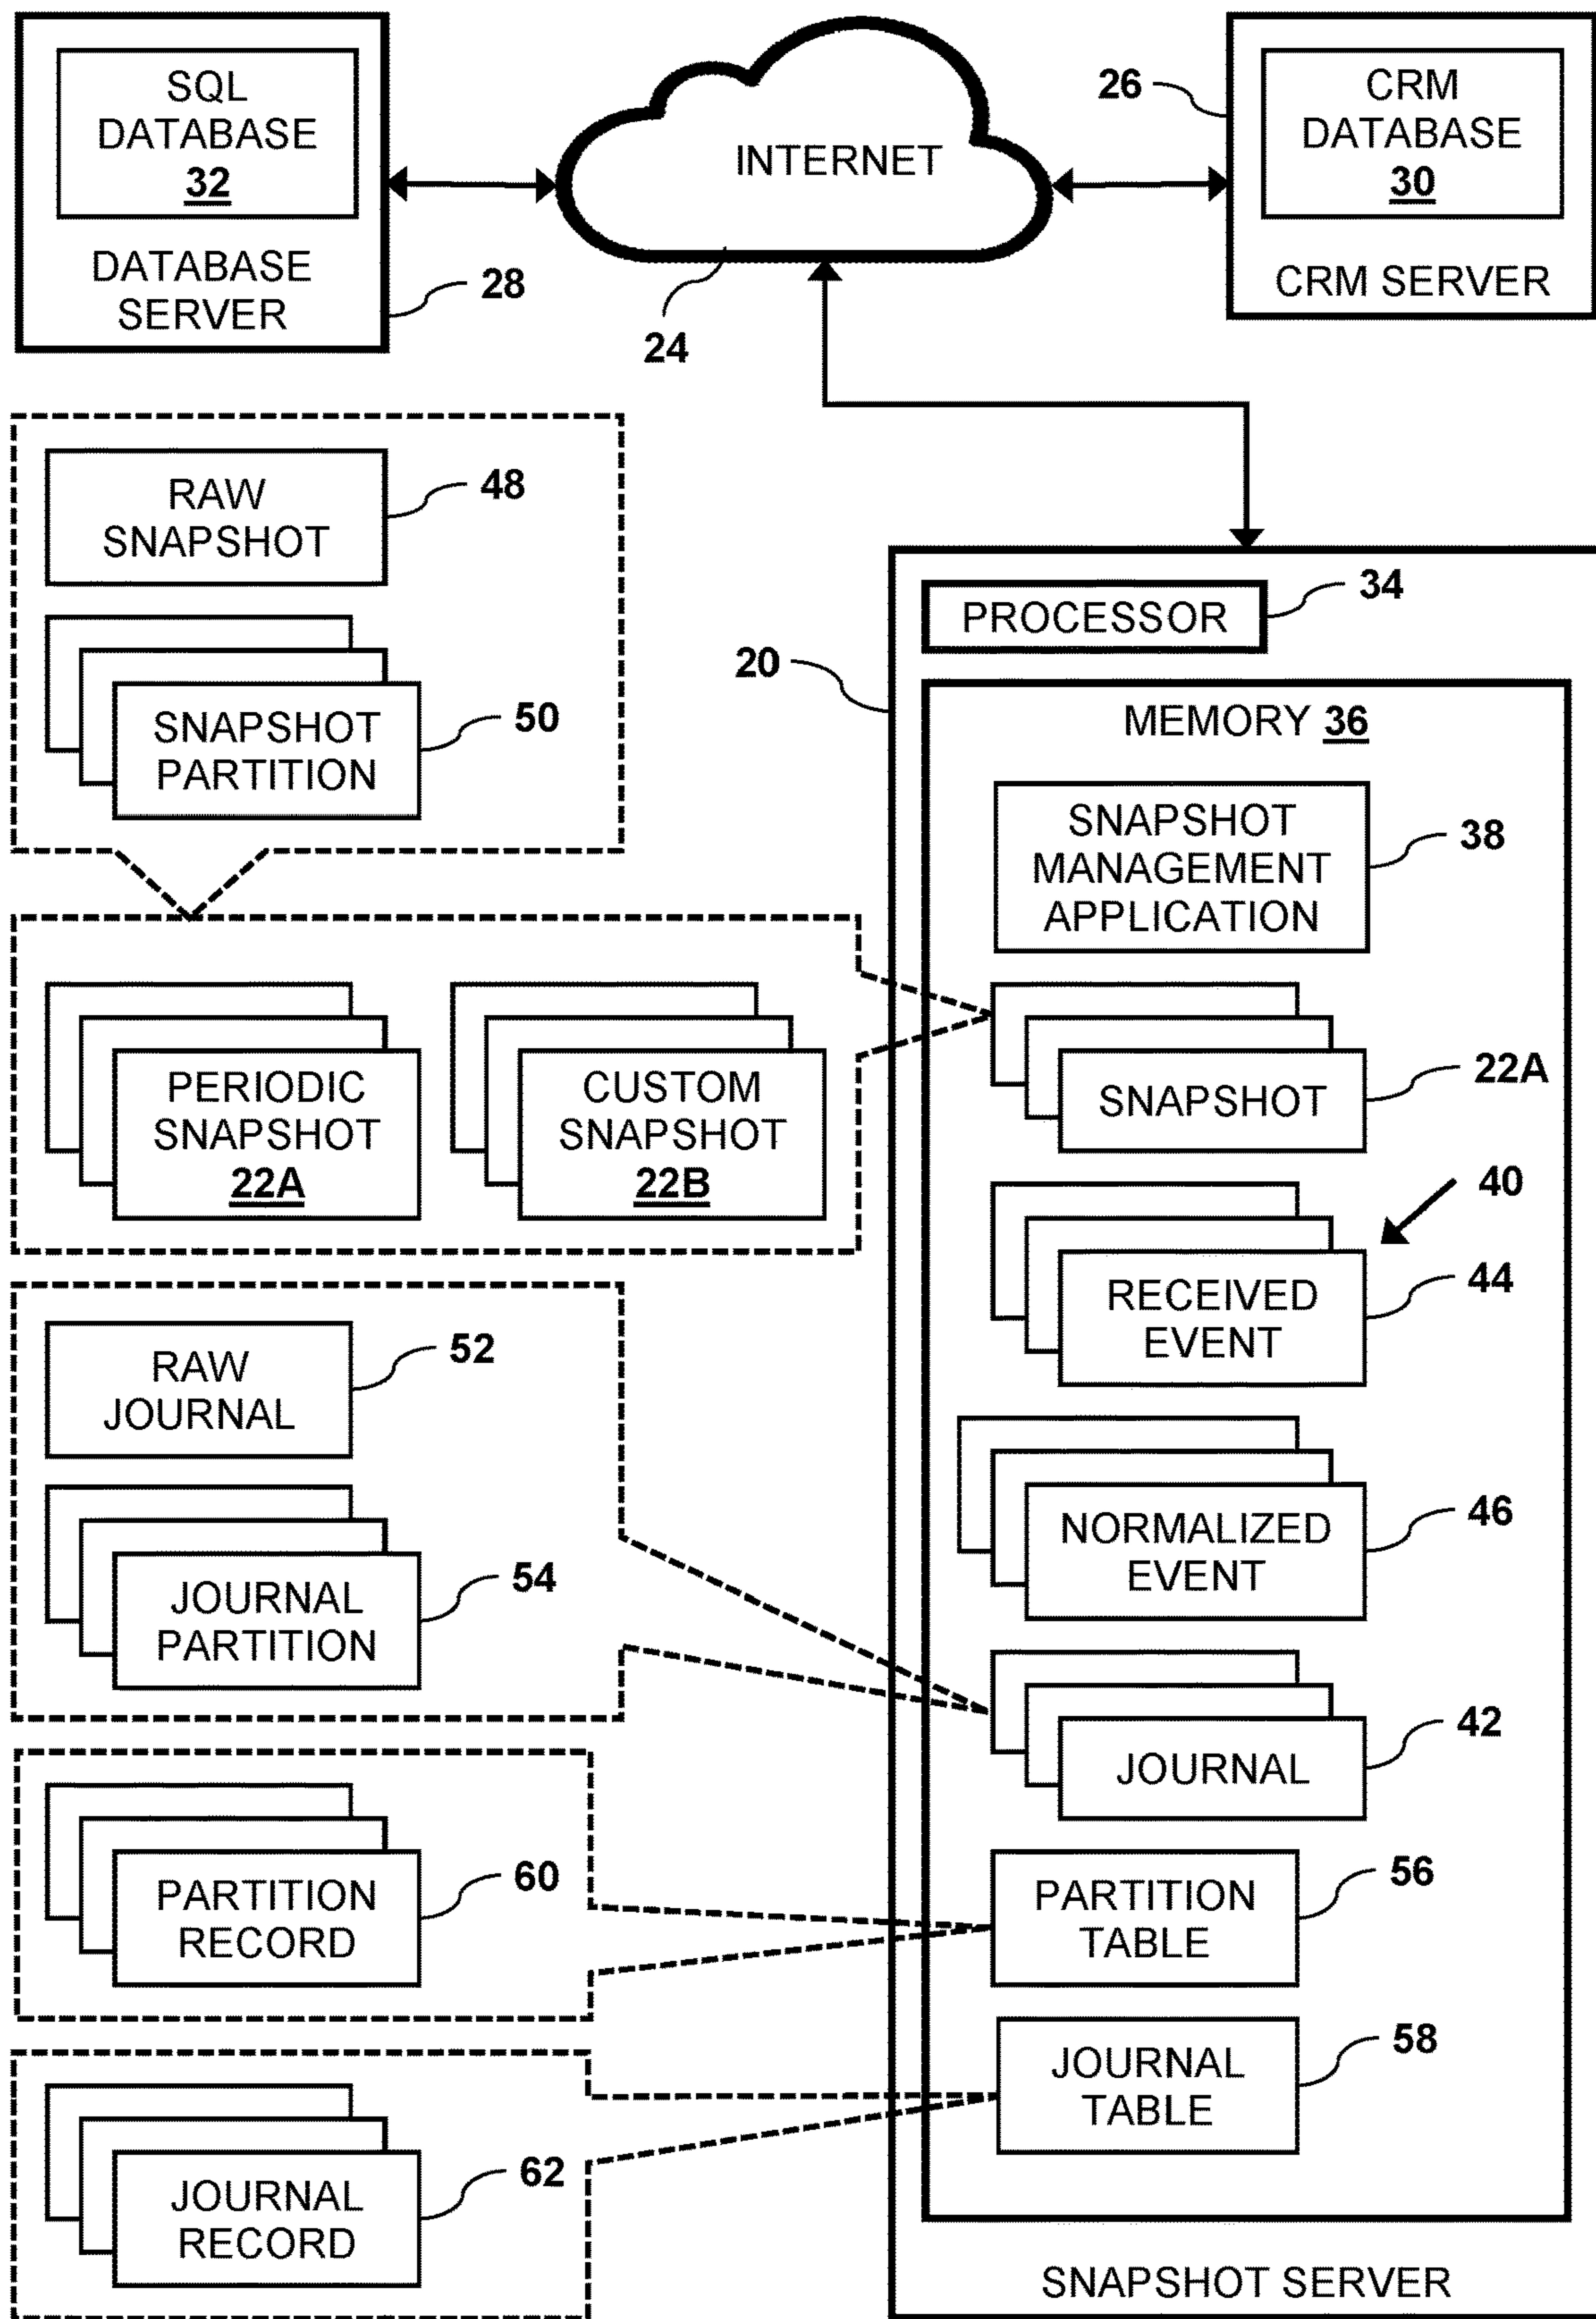 SQL
DATABASE
32
DATABASE
SERVER
28
INTERNET
24
26
CRM
DATABASE
30
CRM SERVER
RAW
SNAPSHOT
48
SNAPSHOT
PARTITION
50
PERIODIC
SNAPSHOT
22A
CUSTOM
SNAPSHOT
22B
RAW
JOURNAL
52
JOURNAL
PARTITION
54
PARTITION
RECORD
60
JOURNAL
RECORD
62
20
PROCESSOR
34
MEMORY 36
SNAPSHOT
MANAGEMENT
APPLICATION
38
SNAPSHOT
22A
40
RECEIVED
EVENT
44
NORMALIZED
EVENT
46
JOURNAL
42
PARTITION
TABLE
56
JOURNAL
TABLE
58
SNAPSHOT SERVER